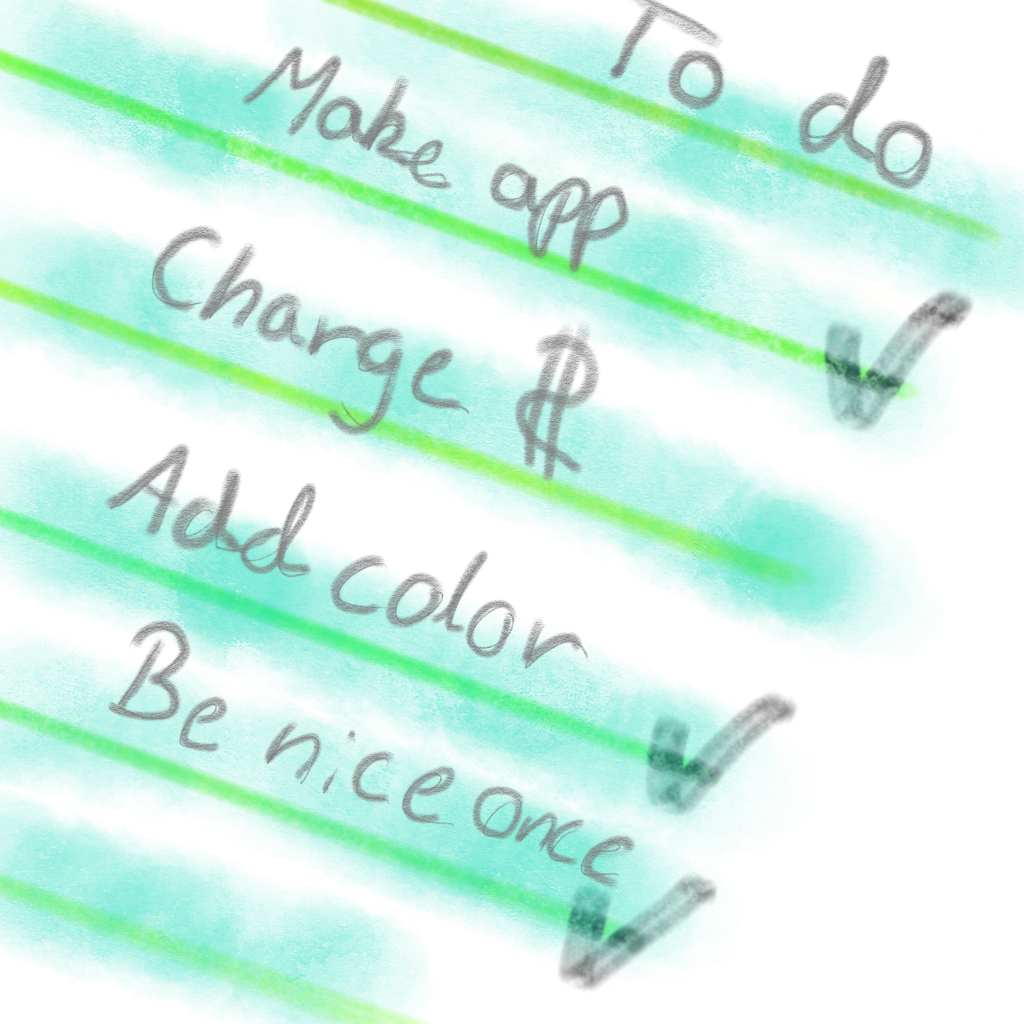 To do
Make app ✓
Charge $
Add color ✓
Be nice once ✓